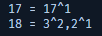 17 = 17^1
18 = 3^2,2^1